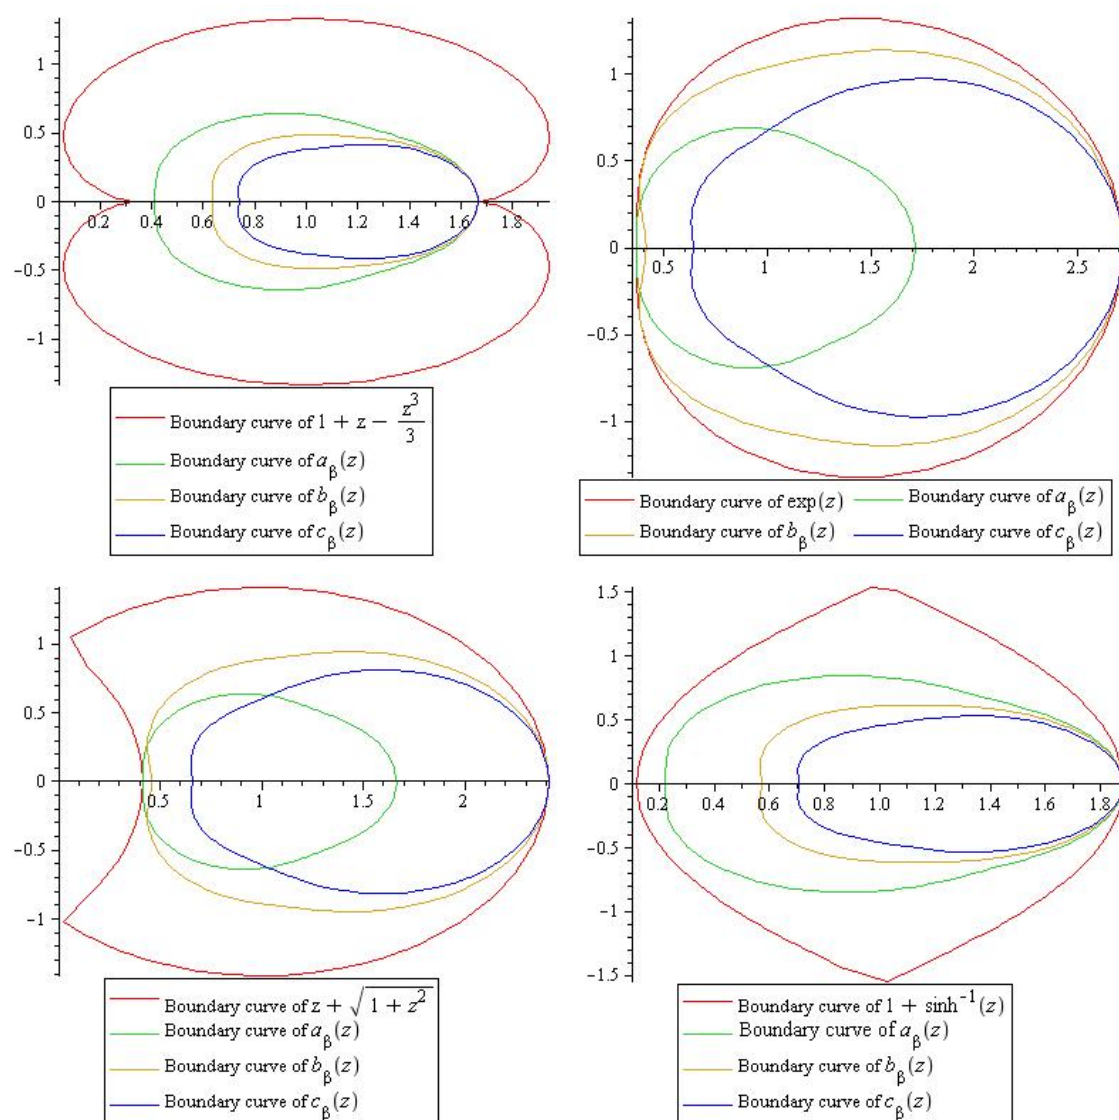 1
0.5
0
0.2 0.4 0.6 0.8 1.0 1.2 1.4 1.6 1.8
−0.5
−1
Boundary curve of 1 + z − z³/3
Boundary curve of a_β(z)
Boundary curve of b_β(z)
Boundary curve of c_β(z)
1
0.5
0
0.5 1 1.5 2 2.5
−0.5
−1
Boundary curve of exp(z) Boundary curve of a_β(z)
Boundary curve of b_β(z) Boundary curve of c_β(z)
1
0.5
0
0.5 1 1.5 2
−0.5
−1
Boundary curve of z + √(1 + z²)
Boundary curve of a_β(z)
Boundary curve of b_β(z)
Boundary curve of c_β(z)
1.5
1
0.5
0
0.2 0.4 0.6 0.8 1.0 1.2 1.4 1.6 1.8
−0.5
−1
−1.5
Boundary curve of 1 + sinh⁻¹(z)
Boundary curve of a_β(z)
Boundary curve of b_β(z)
Boundary curve of c_β(z)